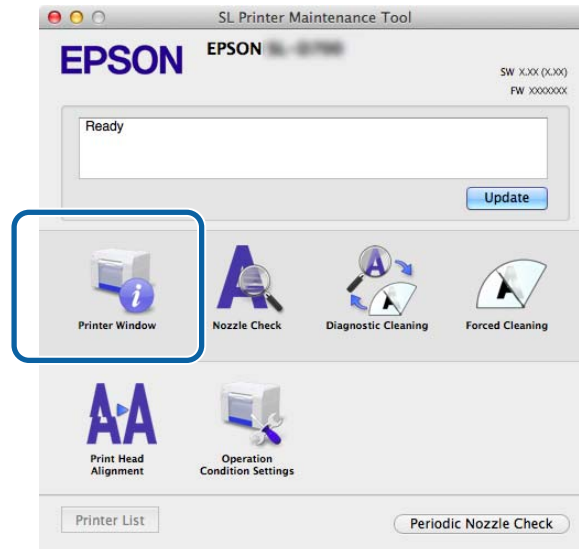 SL Printer Maintenance Tool
EPSON
EPSON
SW X.XX (X.XX)
FW XXXXXXX
Ready
Update
Printer Window
Nozzle Check
Diagnostic Cleaning
Forced Cleaning
Print Head
Alignment
Operation
Condition Settings
Printer List
Periodic Nozzle Check